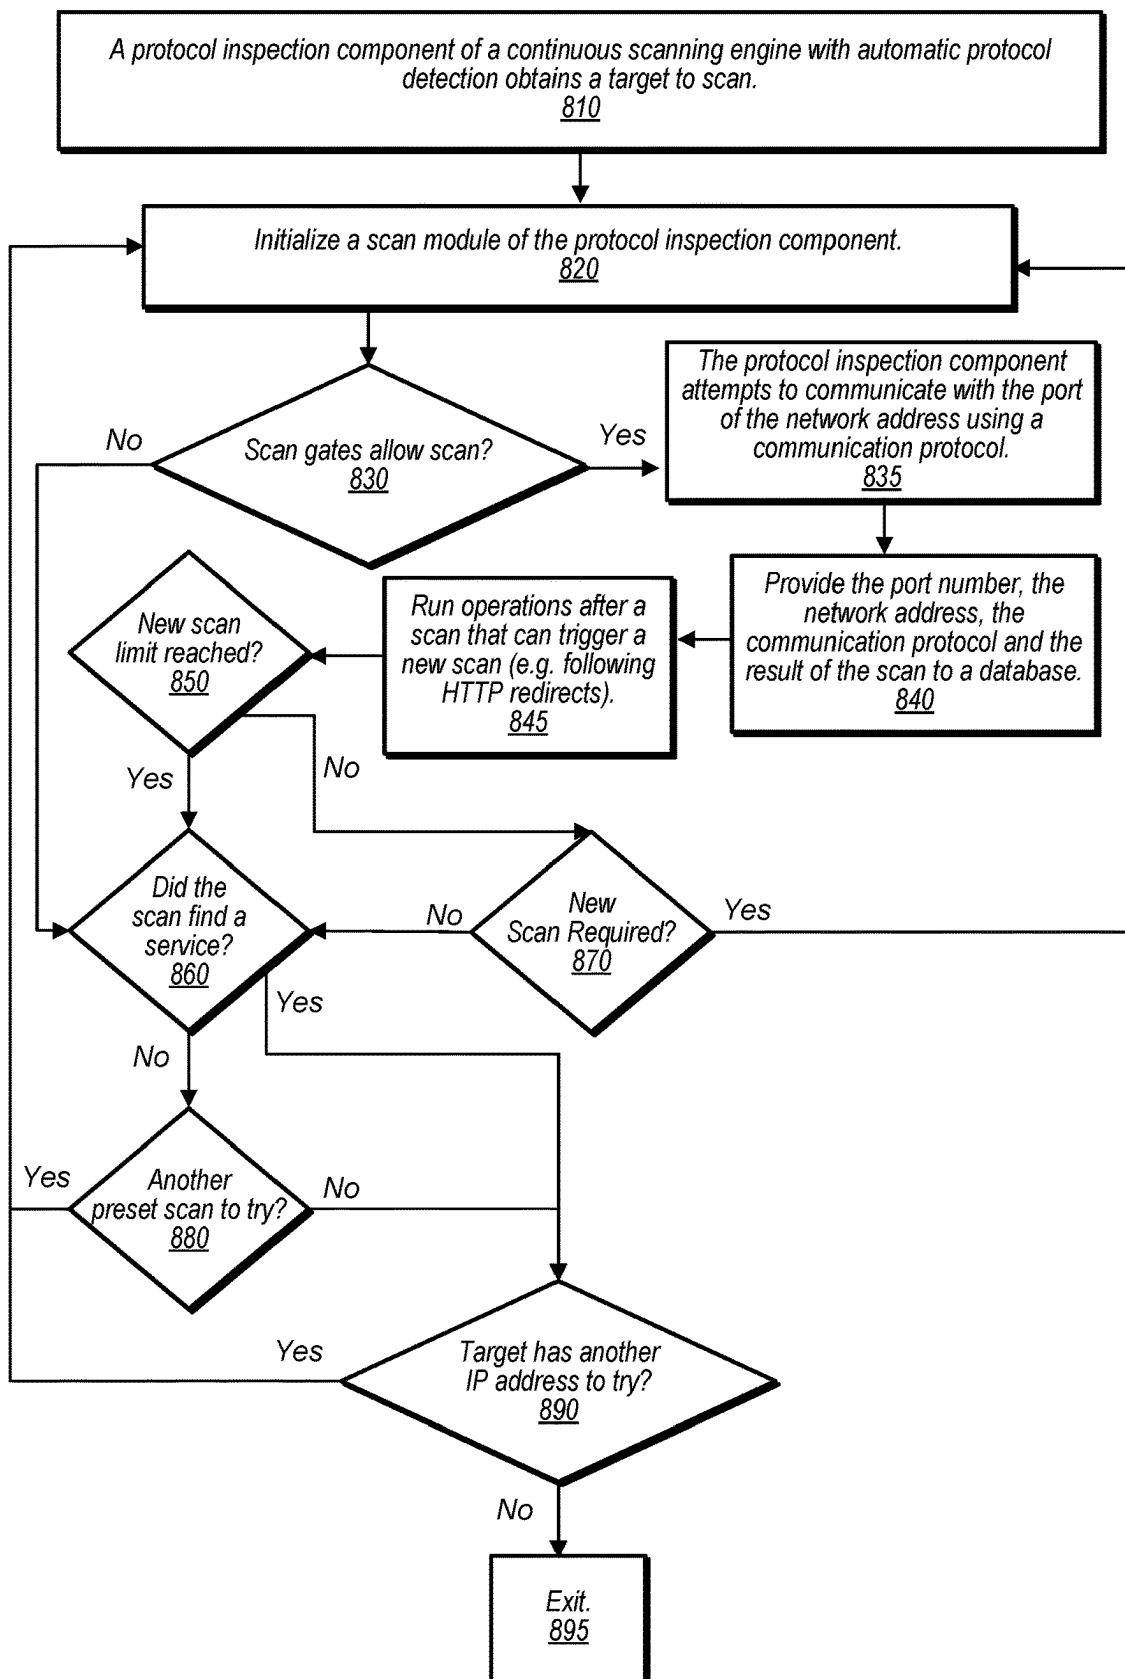 A protocol inspection component of a continuous scanning engine with automatic protocol
detection obtains a target to scan.
810
Initialize a scan module of the protocol inspection component.
820
No
Scan gates allow scan?
830
Yes
The protocol inspection component
attempts to communicate with the port
of the network address using a
communication protocol.
835
New scan
limit reached?
850
Run operations after a
scan that can trigger a
new scan (e.g. following
HTTP redirects).
845
Provide the port number, the
network address, the
communication protocol and the
result of the scan to a database.
840
Yes
No
Did the
scan find a
service?
860
No
New
Scan Required?
870
Yes
Yes
No
Yes
Another
preset scan to try?
880
No
Yes
Target has another
IP address to try?
890
No
Exit.
895